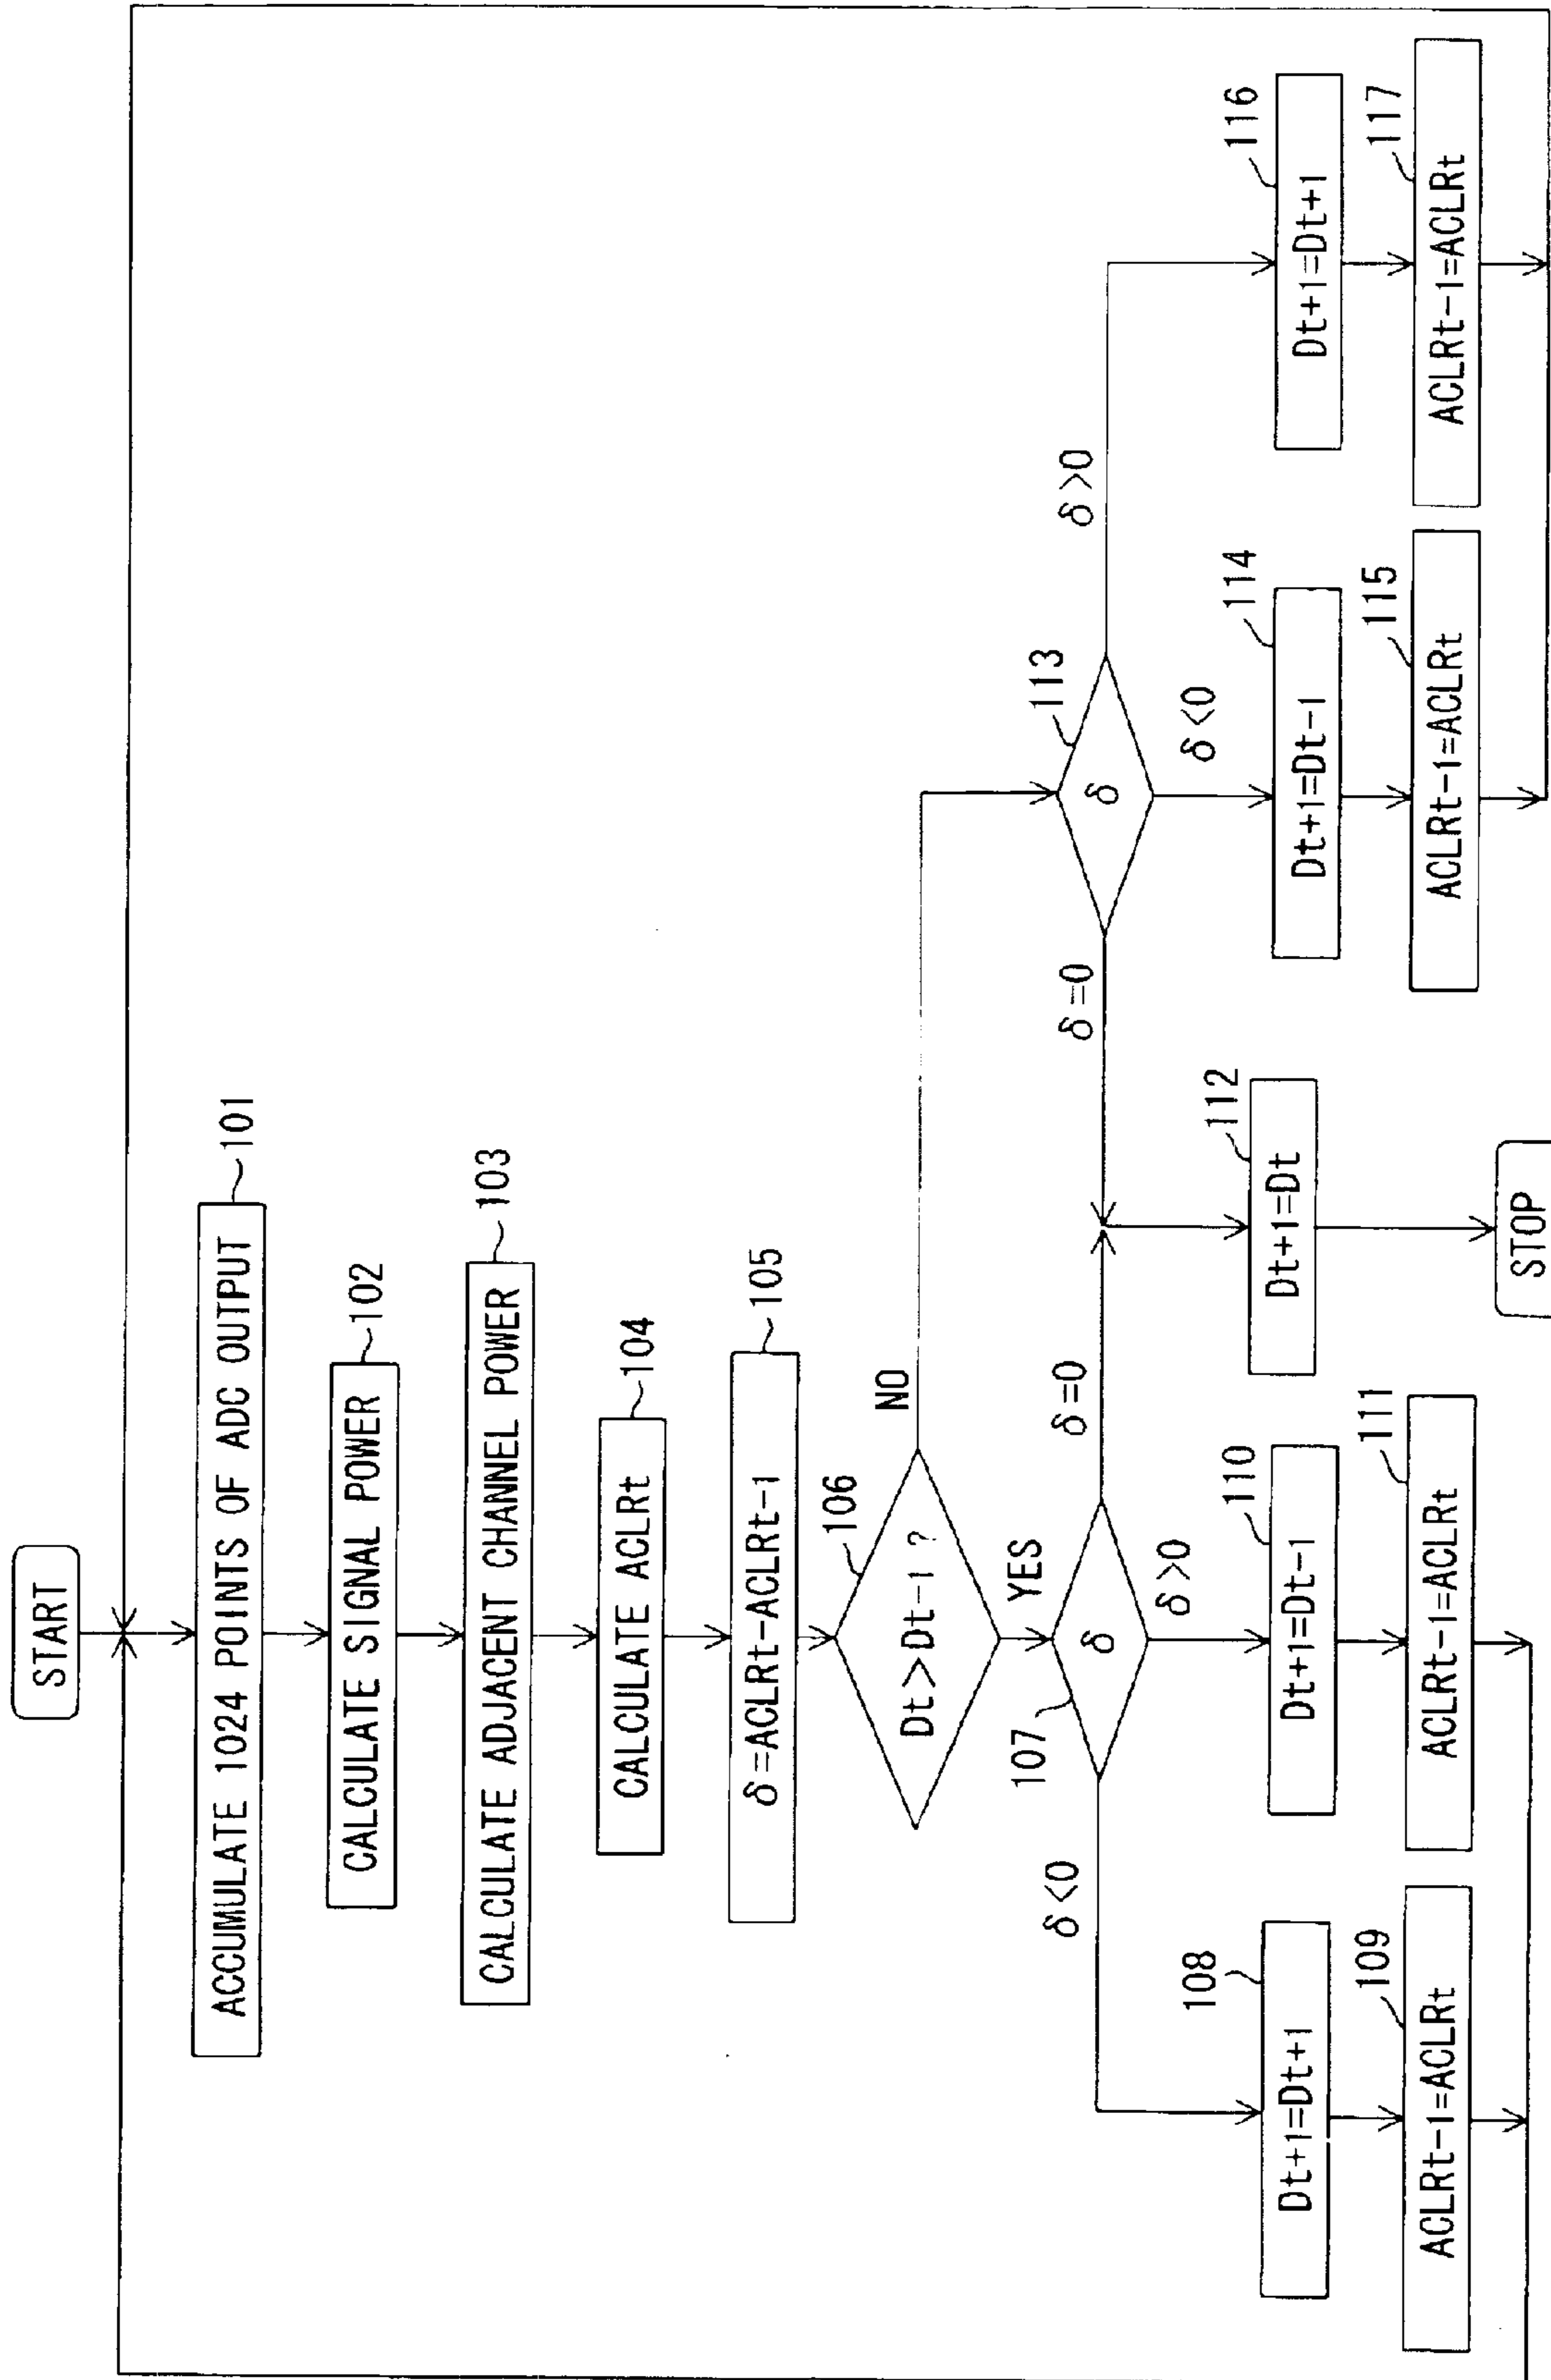 START
ACCUMULATE 1024 POINTS OF ADC OUTPUT
101
CALCULATE SIGNAL POWER
102
CALCULATE ADJACENT CHANNEL POWER
103
CALCULATE ACLRt
104
δ=ACLRt-ACLRt-1
105
106
Dt>Dt-1 ?
NO
YES
107
δ
δ<0
δ>0
δ=0
113
δ
δ=0
δ<0
δ>0
108
Dt+1=Dt+1
109
ACLRt-1=ACLRt
110
Dt+1=Dt-1
111
ACLRt-1=ACLRt
112
Dt+1=Dt
STOP
114
Dt+1=Dt-1
115
ACLRt-1=ACLRt
116
Dt+1=Dt+1
117
ACLRt-1=ACLRt